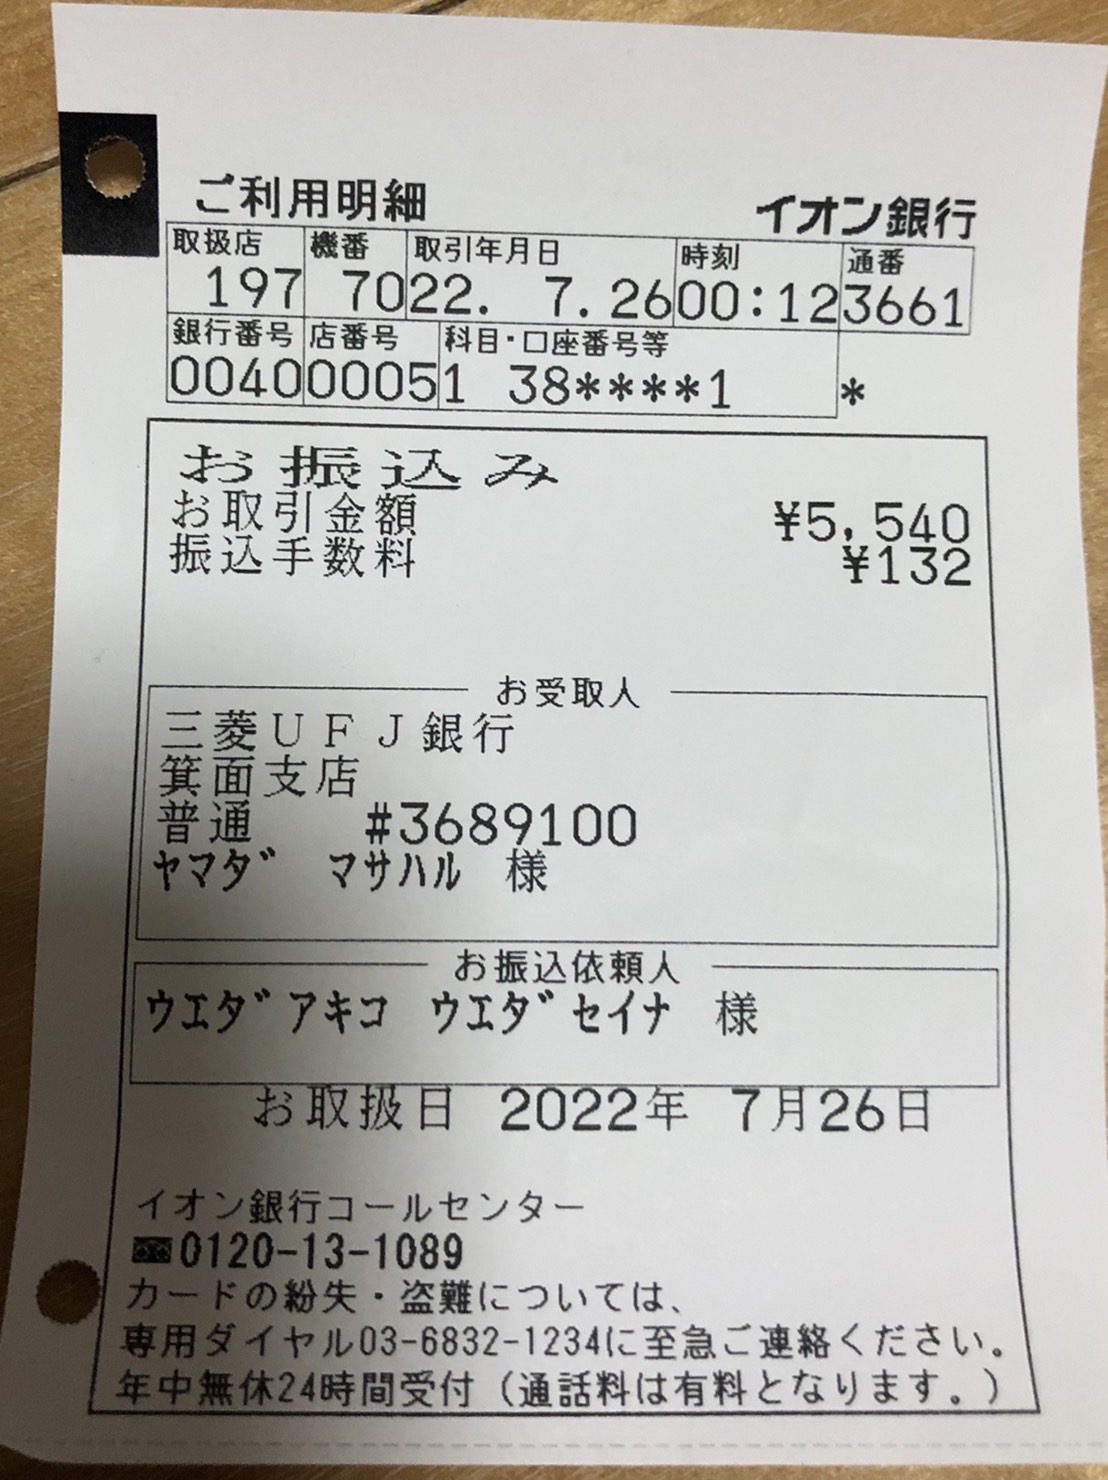 ご利用明細 イオン銀行
取扱店 機番 取引年月日 時刻 通番
197 70 22. 7.26 00:12 3661
銀行番号 店番号 科目・口座番号等
0040 0005 1 38****1 *
お振込み
お取引金額 ¥5,540
振込手数料 ¥132
お受取人
三菱UFJ銀行
箕面支店
普通 #3689100
ヤマダ マサハル 様
お振込依頼人
ウエダアキコ ウエダセイナ 様
お取扱日 2022年 7月26日
イオン銀行コールセンター
0120-13-1089
カードの紛失・盗難については、
専用ダイヤル03-6832-1234に至急ご連絡ください。
年中無休24時間受付（通話料は有料となります。）